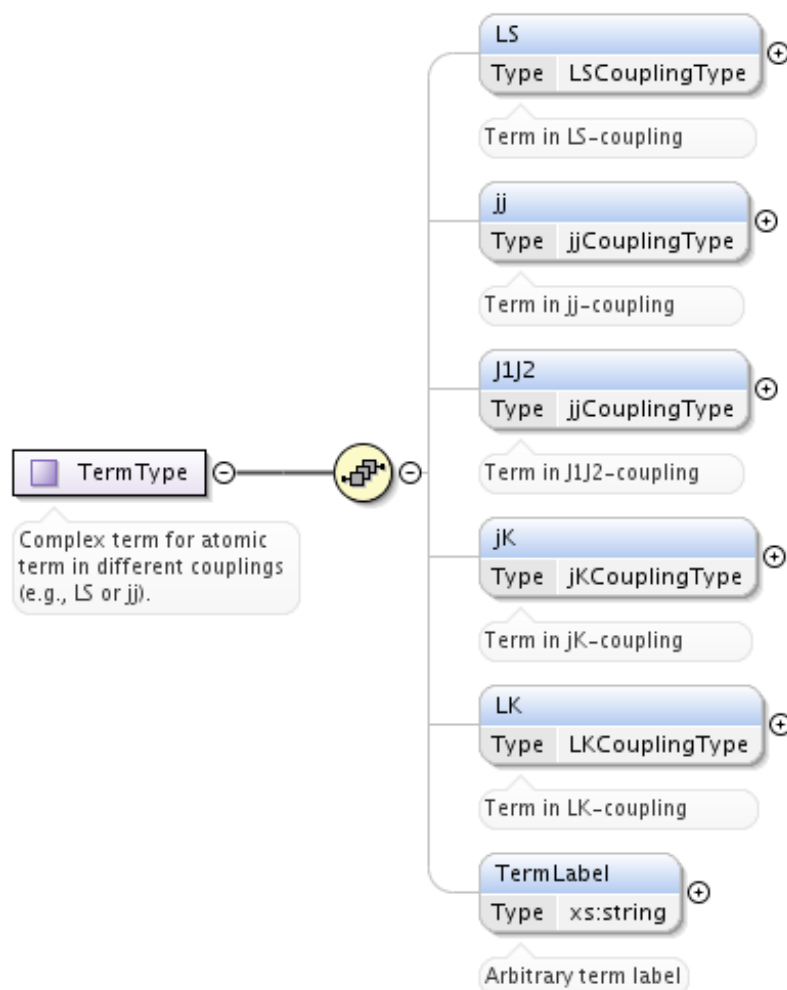 LS
Type LSCouplingType
Term in LS-coupling
jj
Type jjCouplingType
Term in jj-coupling
J1J2
Type jjCouplingType
Term in J1J2-coupling
TermType
Complex term for atomic
term in different couplings
(e.g., LS or jj).
jK
Type jKCouplingType
Term in jK-coupling
LK
Type LKCouplingType
Term in LK-coupling
TermLabel
Type xs:string
Arbitrary term label